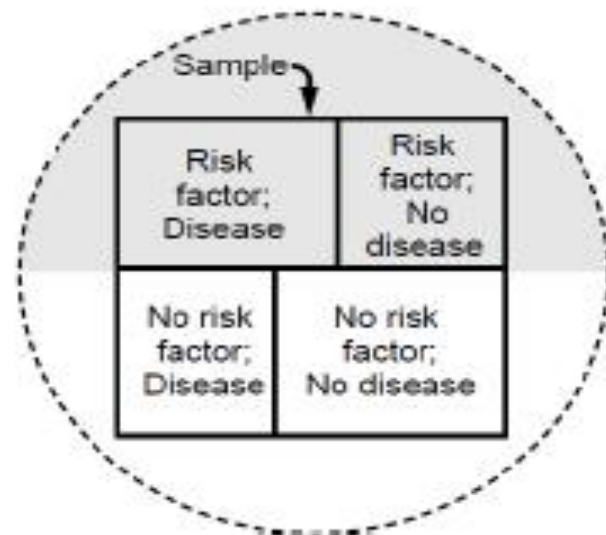 Sample
Risk
factor;
Disease
Risk
factor;
No
disease
No risk
factor;
Disease
No risk
factor;
No disease